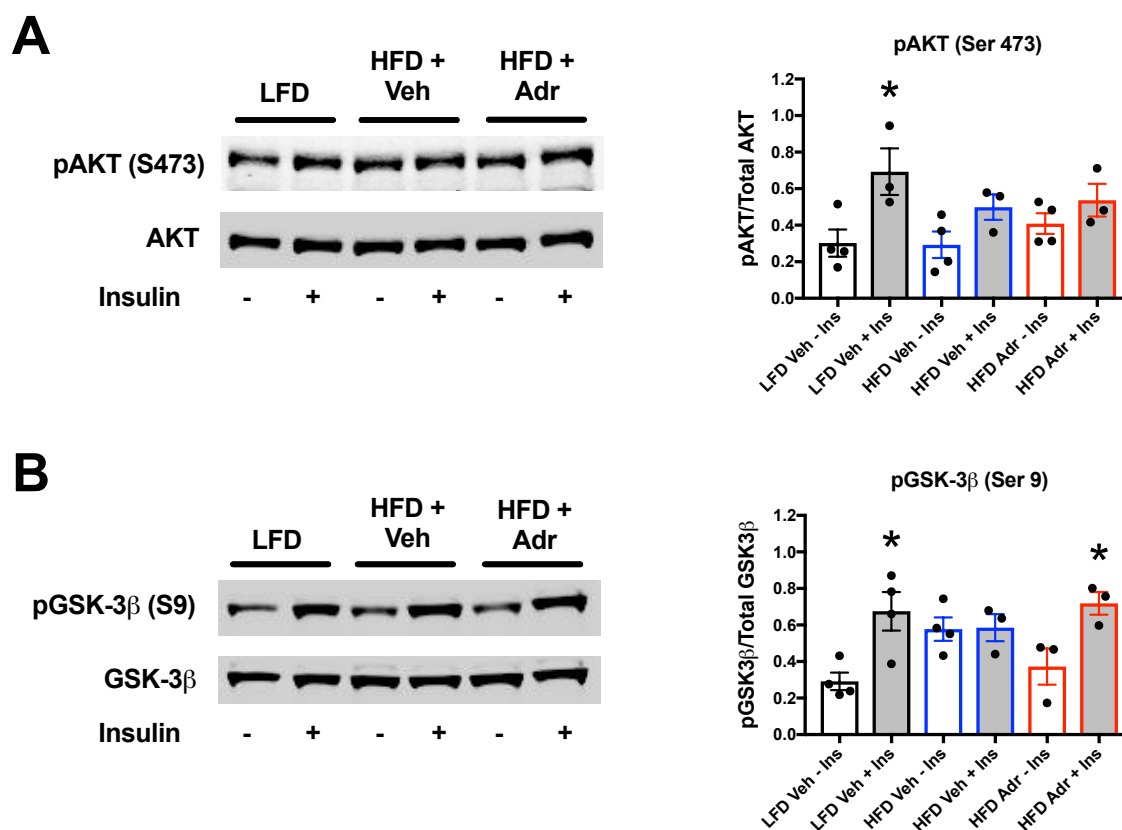 A
LFD
HFD +
Veh
HFD +
Adr
pAKT (S473)
AKT
Insulin
- + - + - +
pAKT (Ser 473)
pAKT/Total AKT
1.2
1.0
0.8
0.6
0.4
0.2
0.0
*
LFD Veh - Ins
LFD Veh + Ins
HFD Veh - Ins
HFD Veh + Ins
HFD Adr - Ins
HFD Adr + Ins
B
LFD
HFD +
Veh
HFD +
Adr
pGSK-3β (S9)
GSK-3β
Insulin
- + - + - +
pGSK-3β (Ser 9)
pGSK3β/Total GSK3β
1.2
1.0
0.8
0.6
0.4
0.2
0.0
*
*
LFD Veh - Ins
LFD Veh + Ins
HFD Veh - Ins
HFD Veh + Ins
HFD Adr - Ins
HFD Adr + Ins